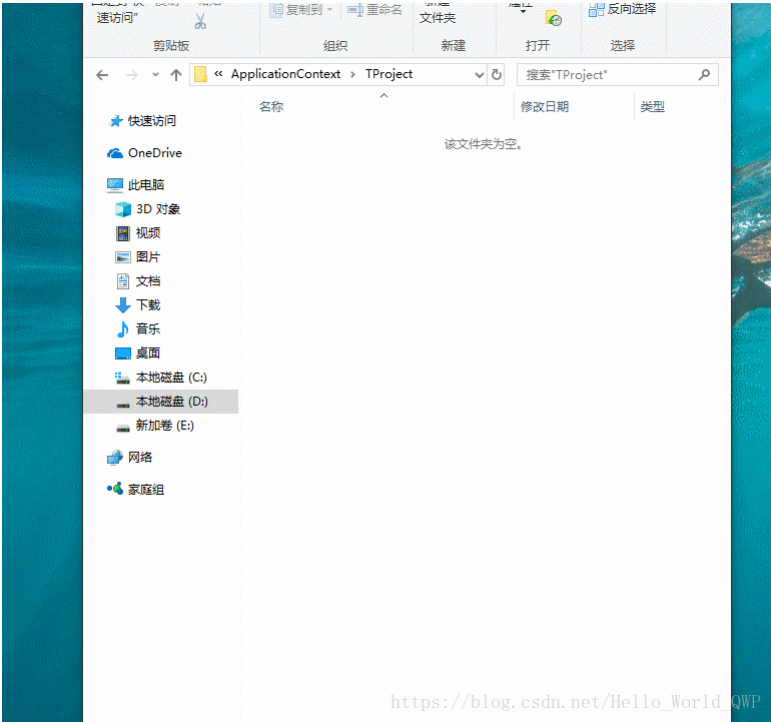 速访问"
复制到
重命名
文件夹
反向选择
剪贴板
组织
新建
打开
选择
« ApplicationContext › TProject
搜索"TProject"
名称
修改日期
类型
该文件夹为空。
快速访问
OneDrive
此电脑
3D 对象
视频
图片
文档
下载
音乐
桌面
本地磁盘 (C:)
本地磁盘 (D:)
新加卷 (E:)
网络
家庭组
https://blog.csdn.net/Hello_World_QWP